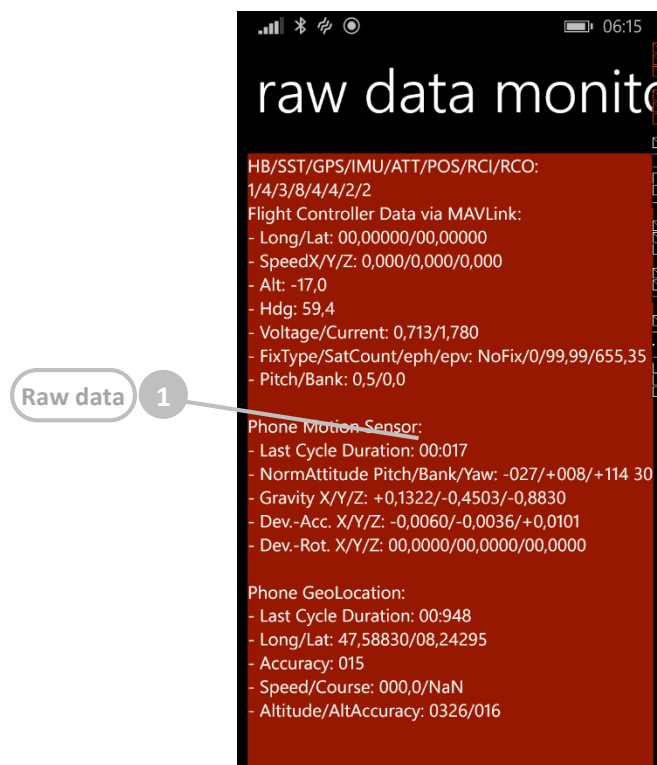 06:15
raw data monito
HB/SST/GPS/IMU/ATT/POS/RCI/RCO:
1/4/3/8/4/4/2/2
Flight Controller Data via MAVLink:
- Long/Lat: 00,00000/00,00000
- SpeedX/Y/Z: 0,000/0,000/0,000
- Alt: -17,0
- Hdg: 59,4
- Voltage/Current: 0,713/1,780
- FixType/SatCount/eph/epv: NoFix/0/99,99/655,35
- Pitch/Bank: 0,5/0,0
Raw data 1
Phone Motion Sensor:
- Last Cycle Duration: 00:017
- NormAttitude Pitch/Bank/Yaw: -027/+008/+114 30
- Gravity X/Y/Z: +0,1322/-0,4503/-0,8830
- Dev.-Acc. X/Y/Z: -0,0060/-0,0036/+0,0101
- Dev.-Rot. X/Y/Z: 00,0000/00,0000/00,0000
Phone GeoLocation:
- Last Cycle Duration: 00:948
- Long/Lat: 47,58830/08,24295
- Accuracy: 015
- Speed/Course: 000,0/NaN
- Altitude/AltAccuracy: 0326/016